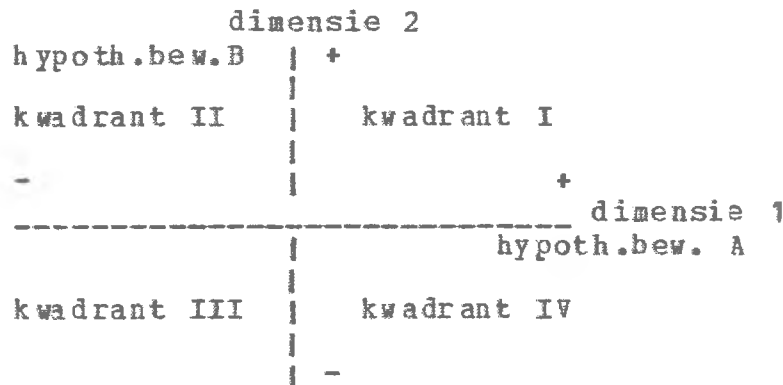 dimensie 2
hypoth.bew.B +
kwadrant II kwadrant I
- +
dimensie 1
hypoth.bew. A
kwadrant III kwadrant IV
-